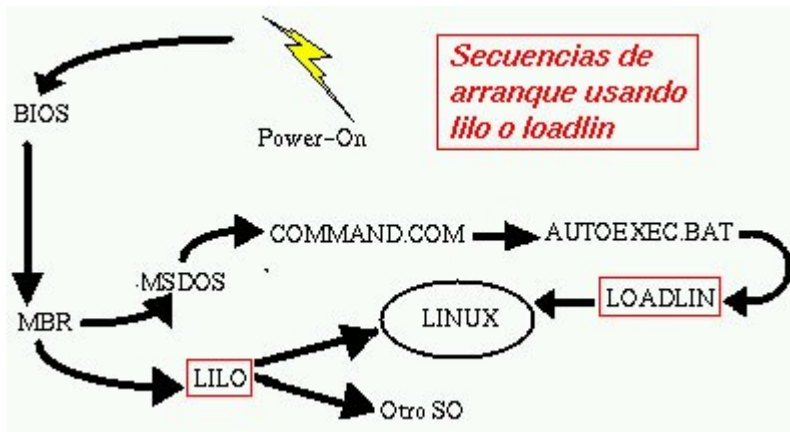 Secuencias de
arranque usando
lilo o loadlin
Power-On
BIOS
COMMAND.COM
AUTOEXEC.BAT
MSDOS
LOADLIN
MBR
LINUX
LILO
Otro SO